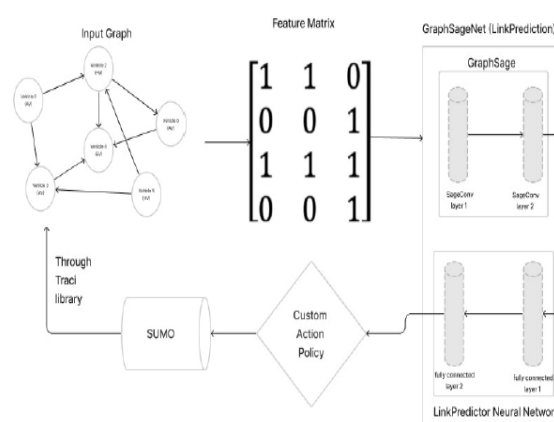 Input Graph
Feature Matrix
GraphSageNet (LinkPrediction)
GraphSage
1 1 0
0 0 1
1 1 1
0 0 1
SageConv
layer 1
SageConv
layer 2
Through
Traci
library
SUMO
Custom
Action
Policy
fully connected
layer 2
fully connected
layer 1
LinkPredictor Neural Networ